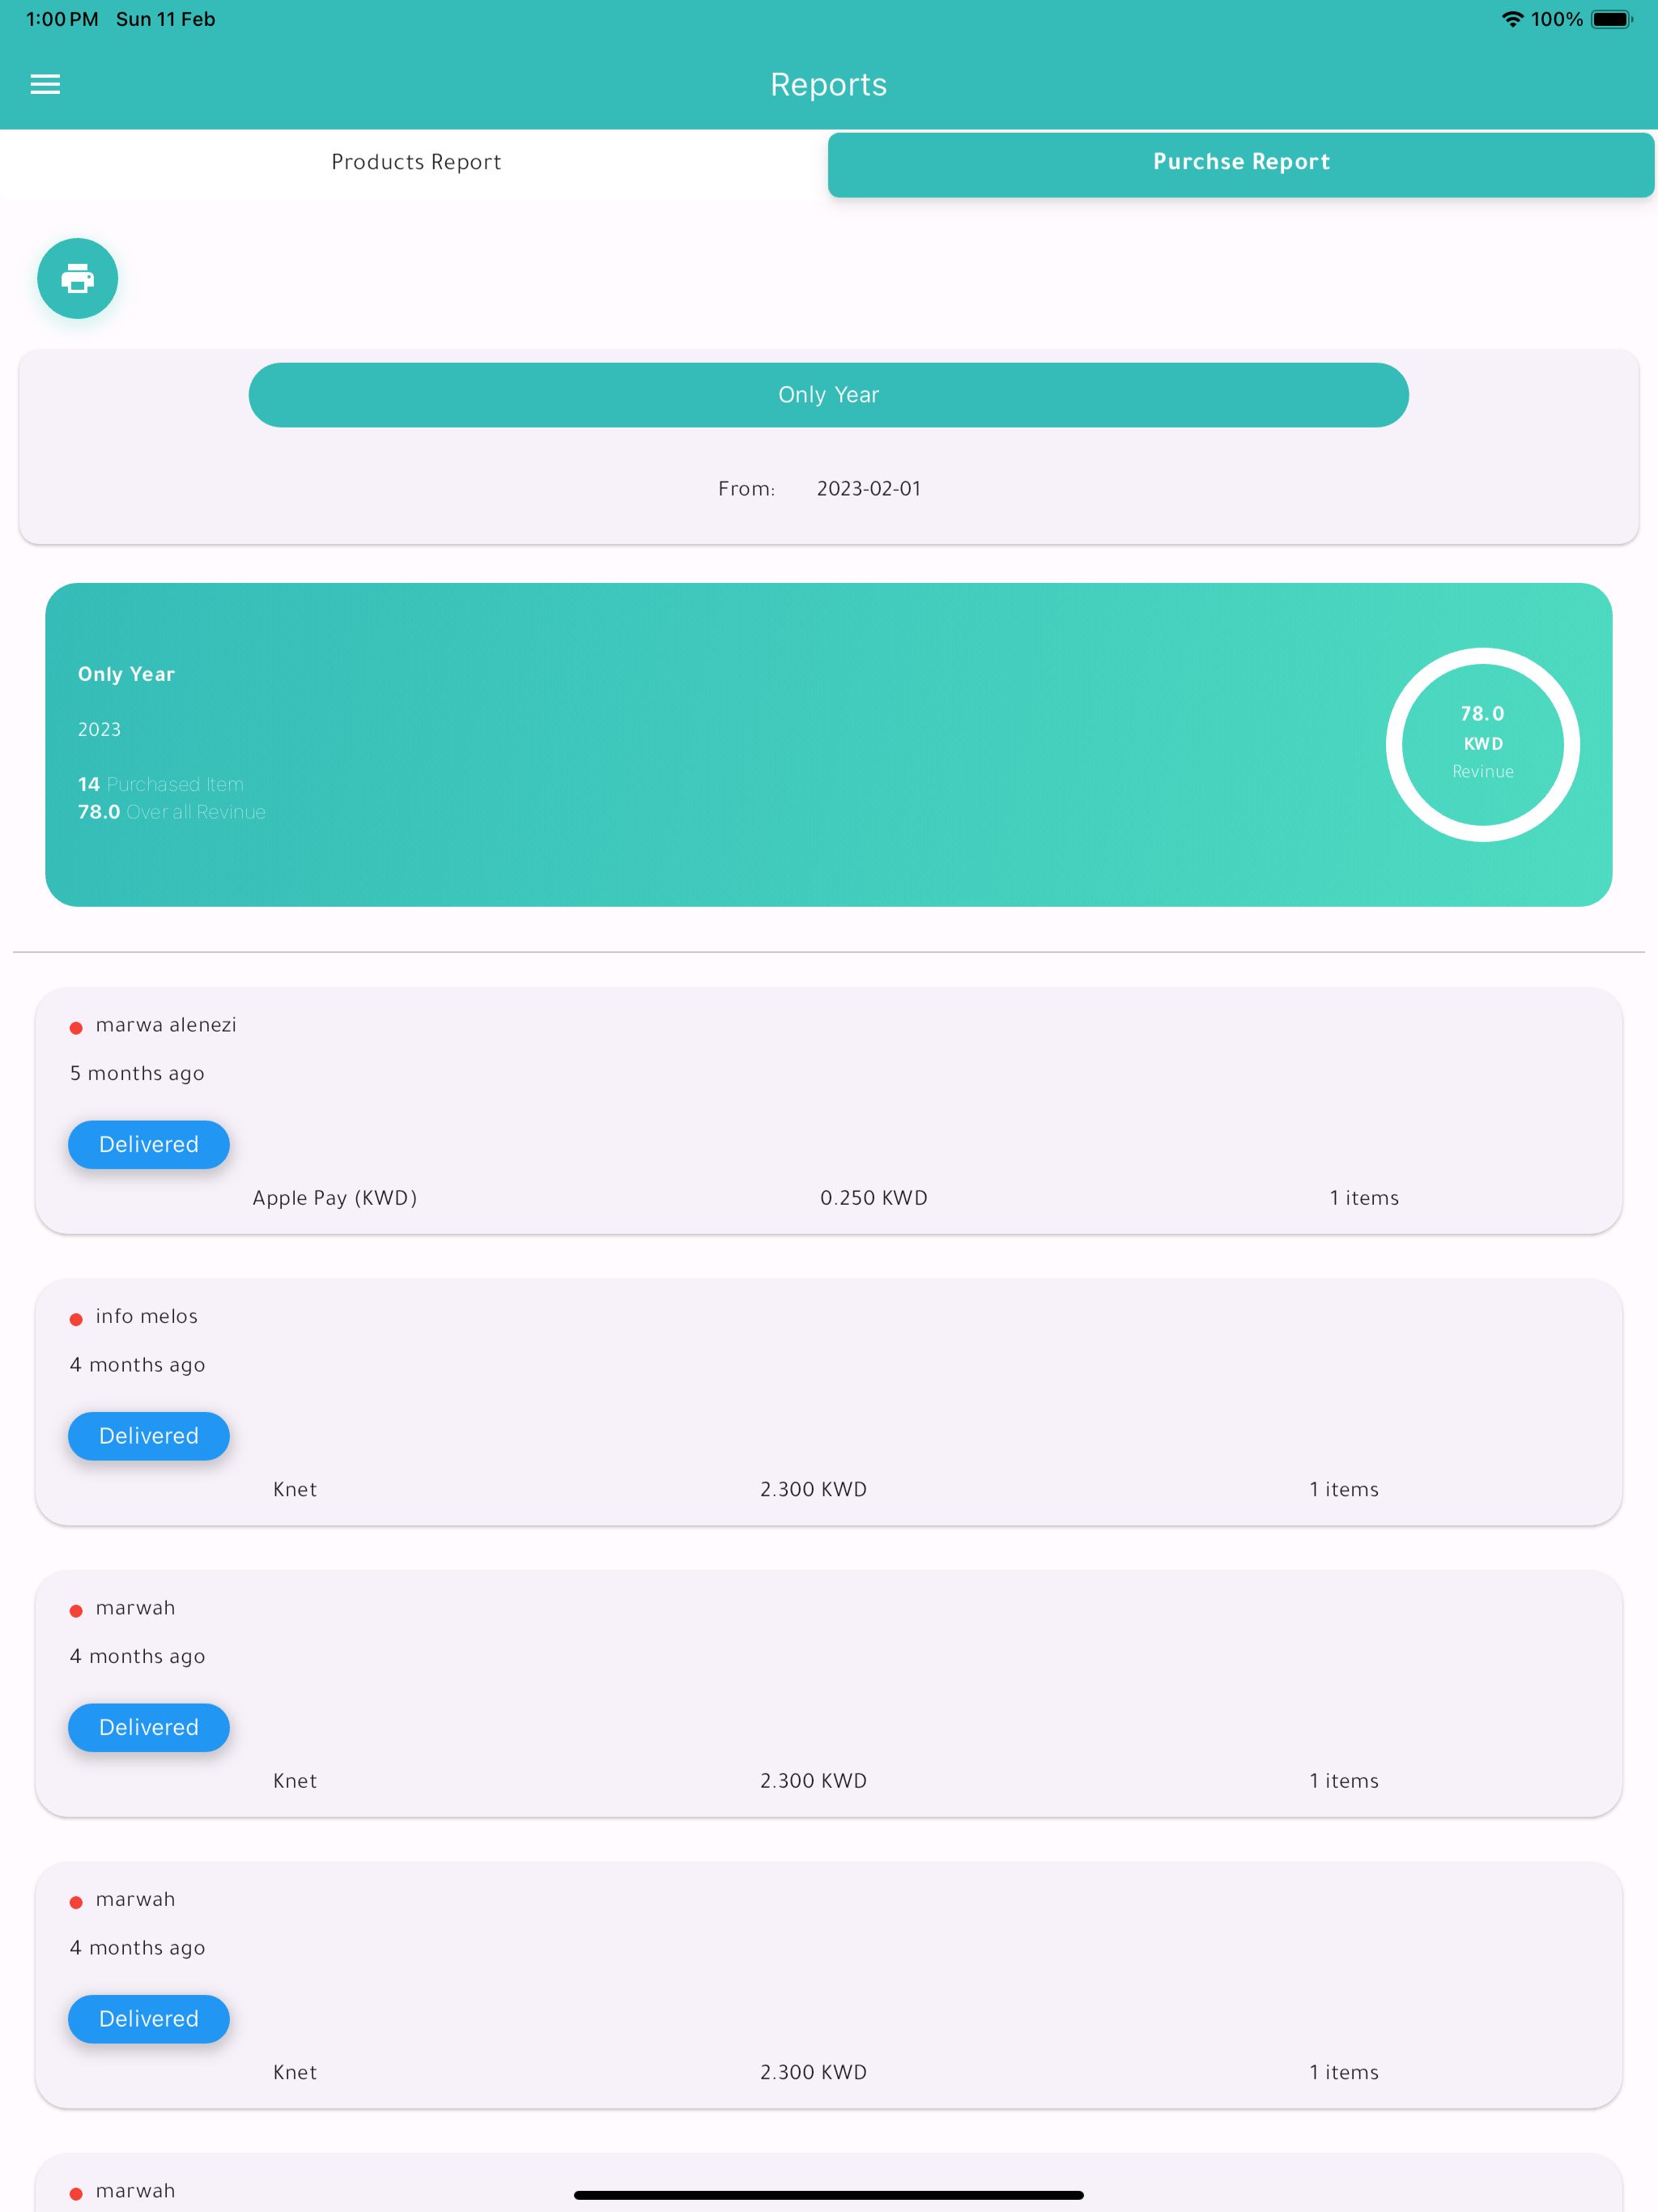 1:00 PM Sun 11 Feb 100%
Reports
Products Report Purchse Report
Only Year
From: 2023-02-01
Only Year
2023
14 Purchased Item
78.0 Over all Revinue
78.0
KWD
Revinue
marwa alenezi
5 months ago
Delivered
Apple Pay (KWD) 0.250 KWD 1 items
info melos
4 months ago
Delivered
Knet 2.300 KWD 1 items
marwah
4 months ago
Delivered
Knet 2.300 KWD 1 items
marwah
4 months ago
Delivered
Knet 2.300 KWD 1 items
marwah